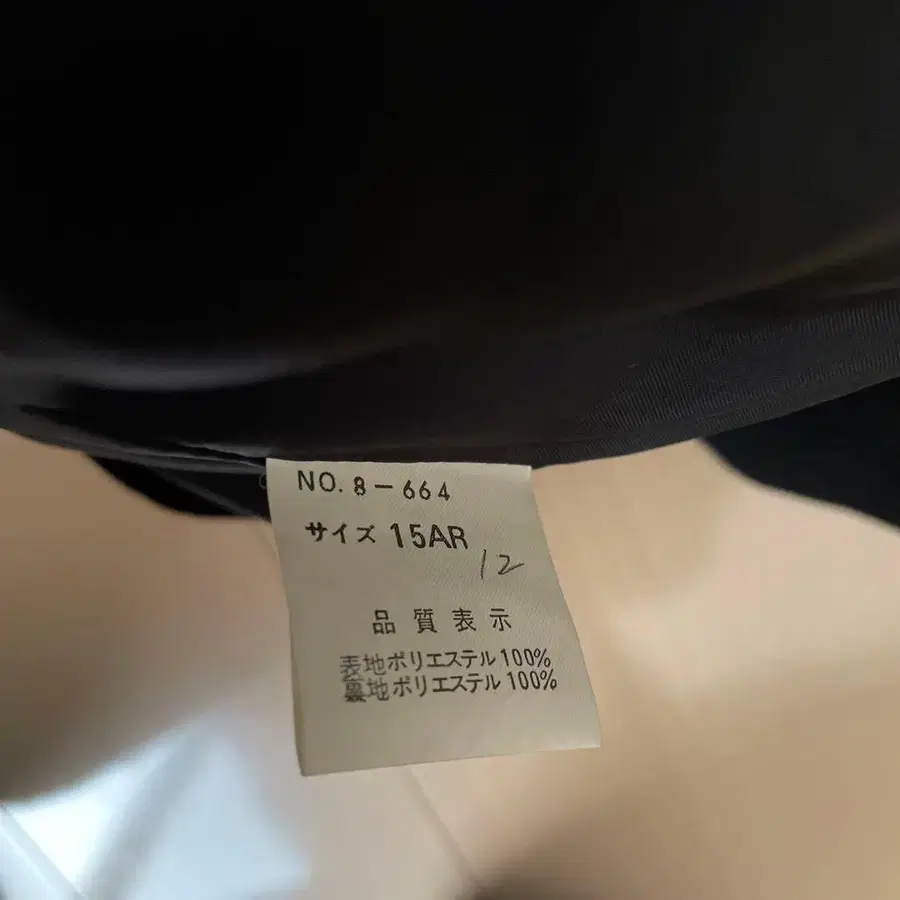 NO. 8-664
サイズ 15AR
12
品質表示
表地ポリエステル100%
裏地ポリエステル100%